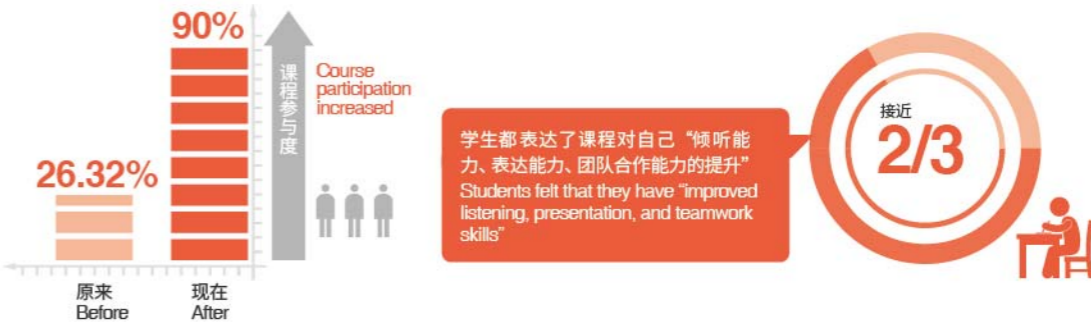 90%
26.32%
课程参与度
Course
participation
increased
原来
Before
现在
After
学生都表达了课程对自己“倾听能
力、表达能力、团队合作能力的提升”
Students felt that they have “improved
listening, presentation, and teamwork
skills”
接近
2/3